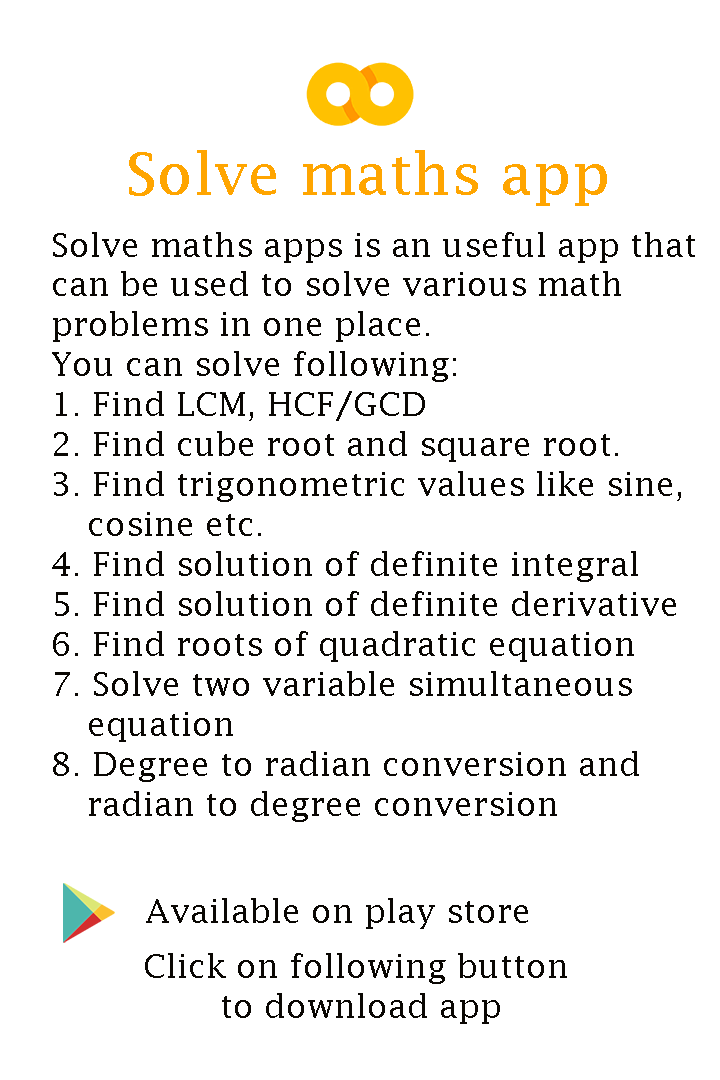 Solve maths app
Solve maths apps is an useful app that
can be used to solve various math
problems in one place.
You can solve following:
1. Find LCM, HCF/GCD
2. Find cube root and square root.
3. Find trigonometric values like sine,
cosine etc.
4. Find solution of definite integral
5. Find solution of definite derivative
6. Find roots of quadratic equation
7. Solve two variable simultaneous
equation
8. Degree to radian conversion and
radian to degree conversion
Available on play store
Click on following button
to download app